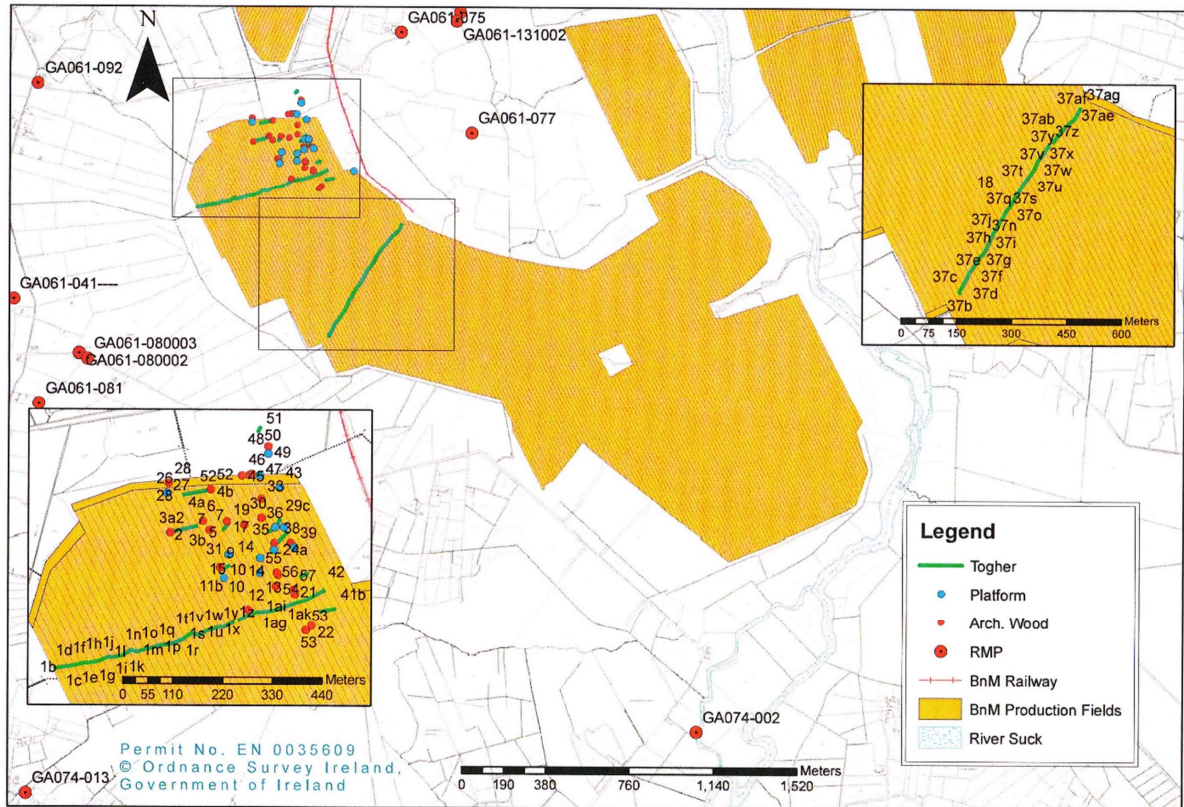 N
GA061-075
GA061-131002
GA061-092
GA061-077
GA061-041----
GA061-080003
GA061-080002
GA061-081
GA074-002
GA074-013
37af 37ag
37ab 37ae
37y 37z
37v 37x
37t 37w
18 37u
37q 37s
37j 37n 37o
37h 37i
37e 37g
37c 37f
37d
37b
Meters
0 75 150 300 450 600
51
48 50
46 49
28 52 52 45 47 43
26 27
28 4a 4b 33
6 19 30 29c
3a2 7 7 36
2 3b 5 17 35 38 39
31 9 14 24a
15 10 14 55
11b 10 13 56 57 42
12 54 21 41b
1t 1v 1w 1y 1z 1ai
1n 1o 1q 1s 1u 1x 1ag 1ak 53
1d 1f 1h 1j 1l 1m 1p 1r 22
1b 53
1c 1e 1g 1i 1k
Meters
0 55 110 220 330 440
Legend
Togher
Platform
Arch. Wood
RMP
BnM Railway
BnM Production Fields
River Suck
Permit No. EN 0035609
© Ordnance Survey Ireland,
Government of Ireland
Meters
0 190 380 760 1,140 1,520